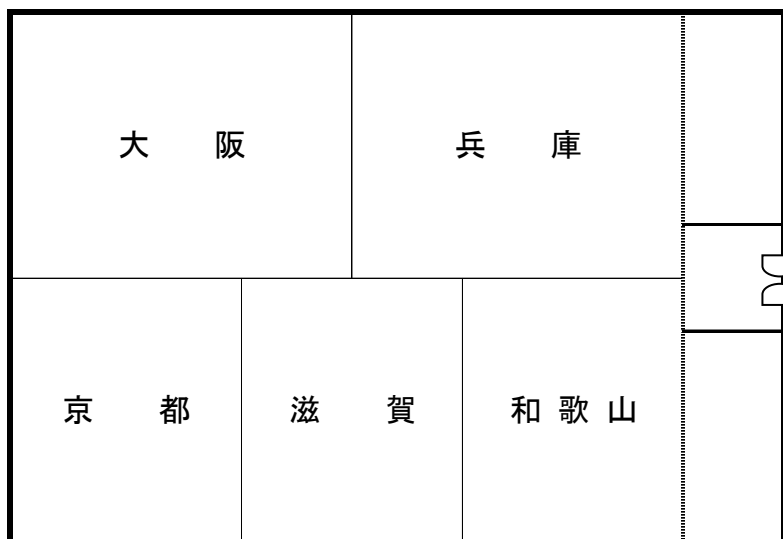 大 阪
兵 庫
京 都
滋 賀
和 歌 山